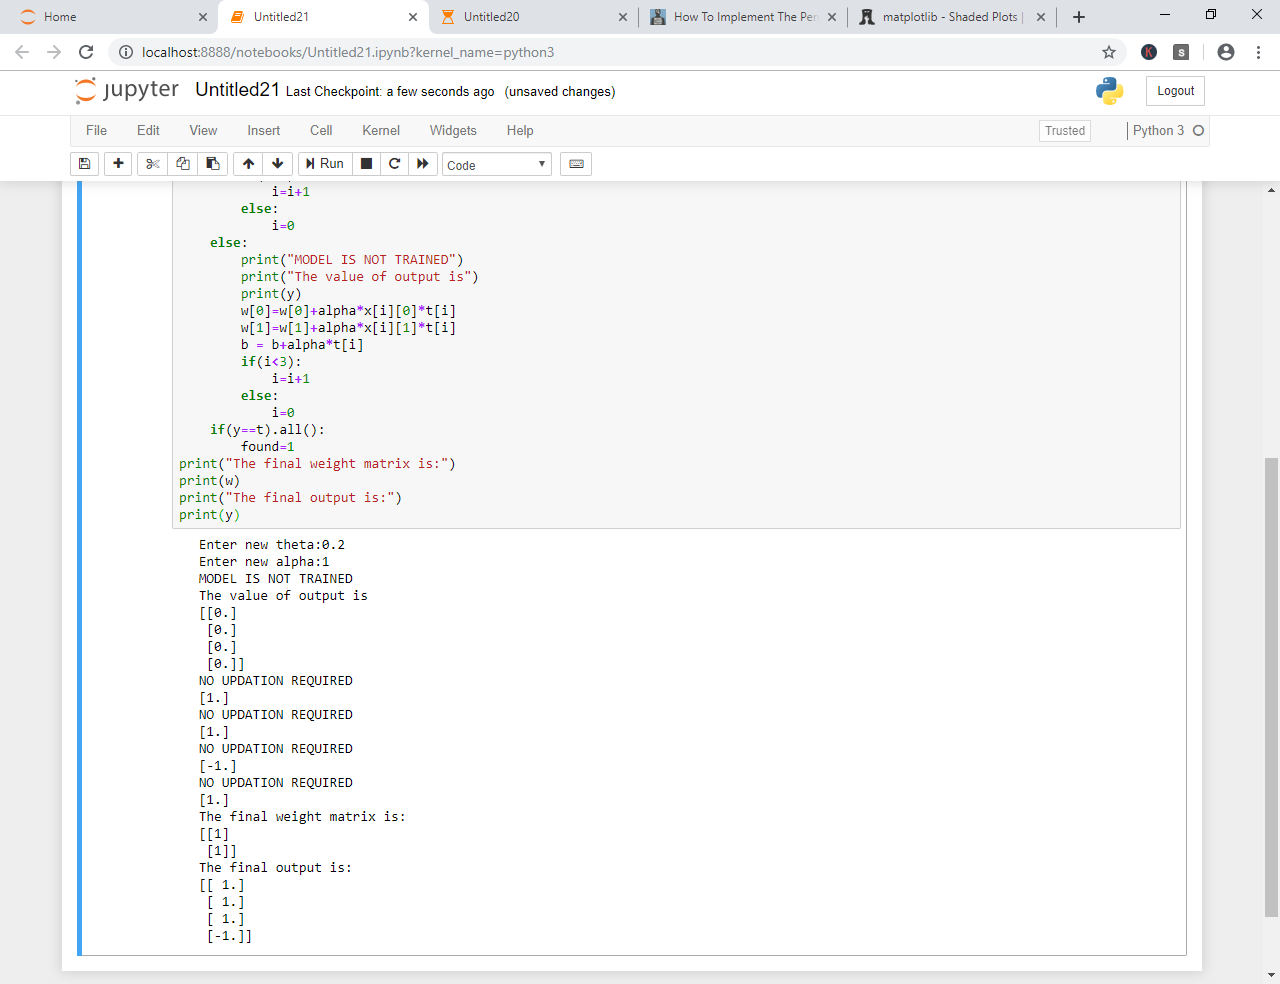 Home
Untitled21
Untitled20
How To Implement The Per
matplotlib - Shaded Plots |
localhost:8888/notebooks/Untitled21.ipynb?kernel_name=python3
K
s
jupyter Untitled21 Last Checkpoint: a few seconds ago (unsaved changes)
Logout
File Edit View Insert Cell Kernel Widgets Help
Trusted
Python 3
Run
Code
i=i+1
else:
i=0
else:
print("MODEL IS NOT TRAINED")
print("The value of output is")
print(y)
w[0]=w[0]+alpha*x[i][0]*t[i]
w[1]=w[1]+alpha*x[i][1]*t[i]
b = b+alpha*t[i]
if(i<3):
i=i+1
else:
i=0
if(y==t).all():
found=1
print("The final weight matrix is:")
print(w)
print("The final output is:")
print(y)
Enter new theta:0.2
Enter new alpha:1
MODEL IS NOT TRAINED
The value of output is
[[0.]
[0.]
[0.]
[0.]]
NO UPDATION REQUIRED
[1.]
NO UPDATION REQUIRED
[1.]
NO UPDATION REQUIRED
[-1.]
NO UPDATION REQUIRED
[1.]
The final weight matrix is:
[[1]
[1]]
The final output is:
[[ 1.]
[ 1.]
[ 1.]
[-1.]]